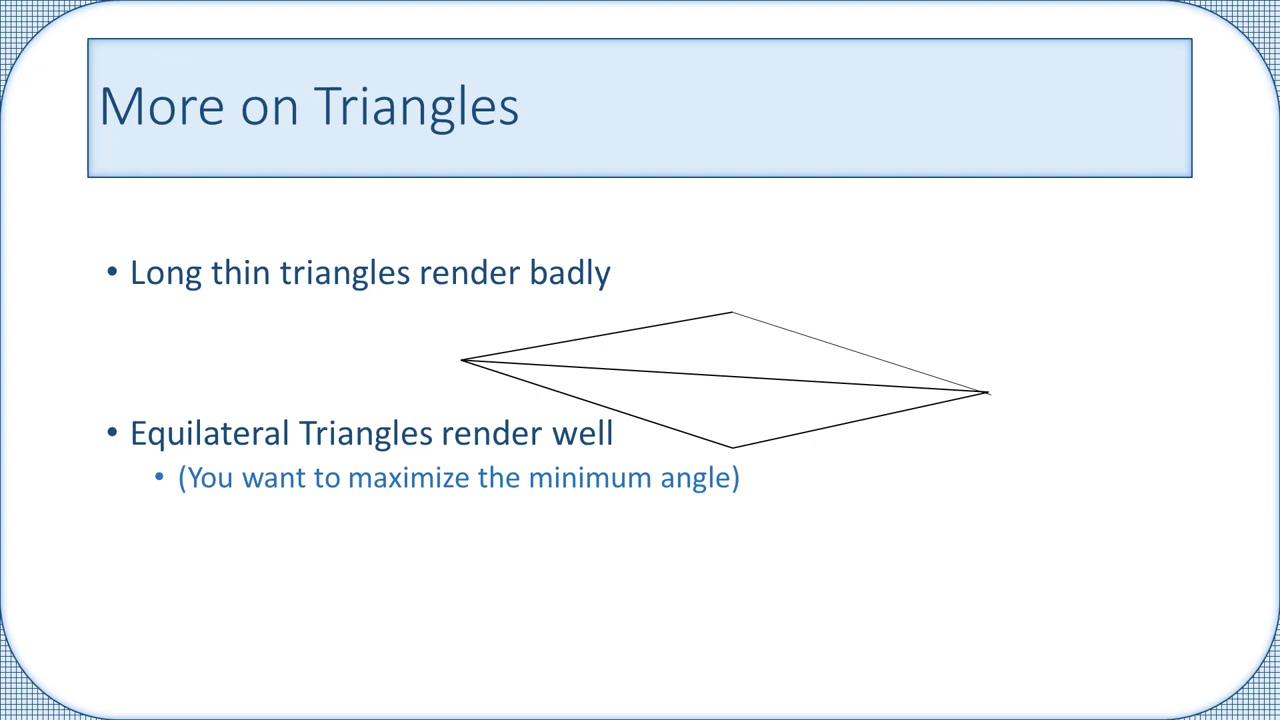 More on Triangles
• Long thin triangles render badly
• Equilateral Triangles render well
• (You want to maximize the minimum angle)